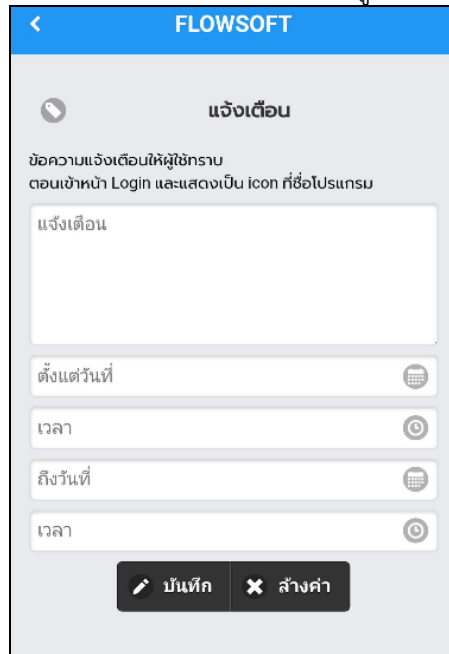 FLOWSOFT
แจ้งเตือน
ข้อความแจ้งเตือนให้ผู้ใช้ทราบ
ตอนเข้าหน้า Login และแสดงเป็น icon ที่ชื่อโปรแกรม
แจ้งเตือน
ตั้งแต่วันที่
เวลา
ถึงวันที่
เวลา
บันทึก ล้างค่า